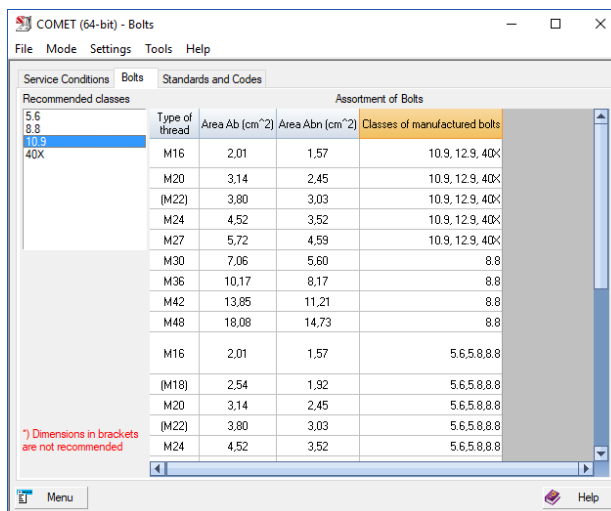 COMET (64-bit) - Bolts
File Mode Settings Tools Help
Service Conditions Bolts Standards and Codes
Recommended classes
5.6
8.8
10.9
40X
*) Dimensions in brackets
are not recommended
Assortment of Bolts
Type of thread Area Ab (cm^2) Area Abn (cm^2) Classes of manufactured bolts
M16 2,01 1,57 10.9, 12.9, 40X
M20 3,14 2,45 10.9, 12.9, 40X
(M22) 3,80 3,03 10.9, 12.9, 40X
M24 4,52 3,52 10.9, 12.9, 40X
M27 5,72 4,59 10.9, 12.9, 40X
M30 7,06 5,60 8.8
M36 10,17 8,17 8.8
M42 13,85 11,21 8.8
M48 18,08 14,73 8.8
M16 2,01 1,57 5.6,5.8,8.8
(M18) 2,54 1,92 5.6,5.8,8.8
M20 3,14 2,45 5.6,5.8,8.8
(M22) 3,80 3,03 5.6,5.8,8.8
M24 4,52 3,52 5.6,5.8,8.8
Menu Help